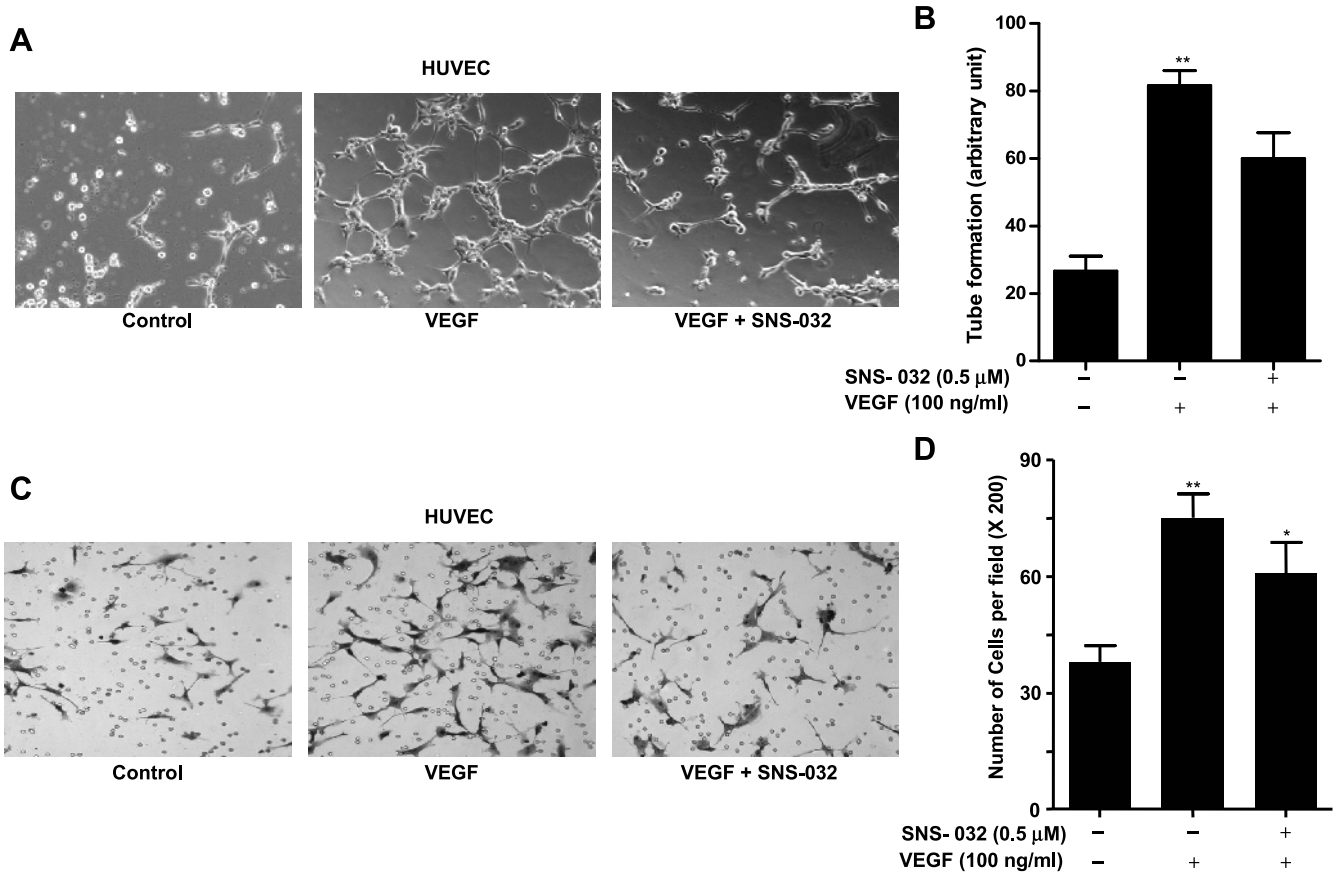 A
HUVEC
Control
VEGF
VEGF + SNS-032
B
Tube formation (arbitrary unit)
100
80
60
40
20
0
**
SNS- 032 (0.5 μM) – – +
VEGF (100 ng/ml) – + +
C
HUVEC
Control
VEGF
VEGF + SNS-032
D
Number of Cells per field (X 200)
90
60
30
0
**
*
SNS- 032 (0.5 μM) – – +
VEGF (100 ng/ml) – + +